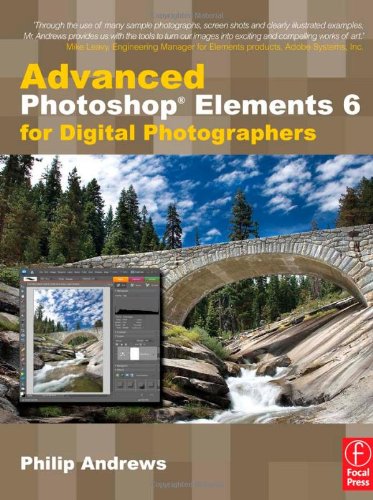 'Through the use of many sample photographs, screen shots and clearly illustrated examples,
Mr. Andrews provides us with the tools to turn our images into exciting and compelling works of art.'
Mike Leavy, Engineering Manager for Elements products, Adobe Systems, Inc.
Advanced
Photoshop® Elements 6
for Digital Photographers
Philip Andrews
Focal
Press